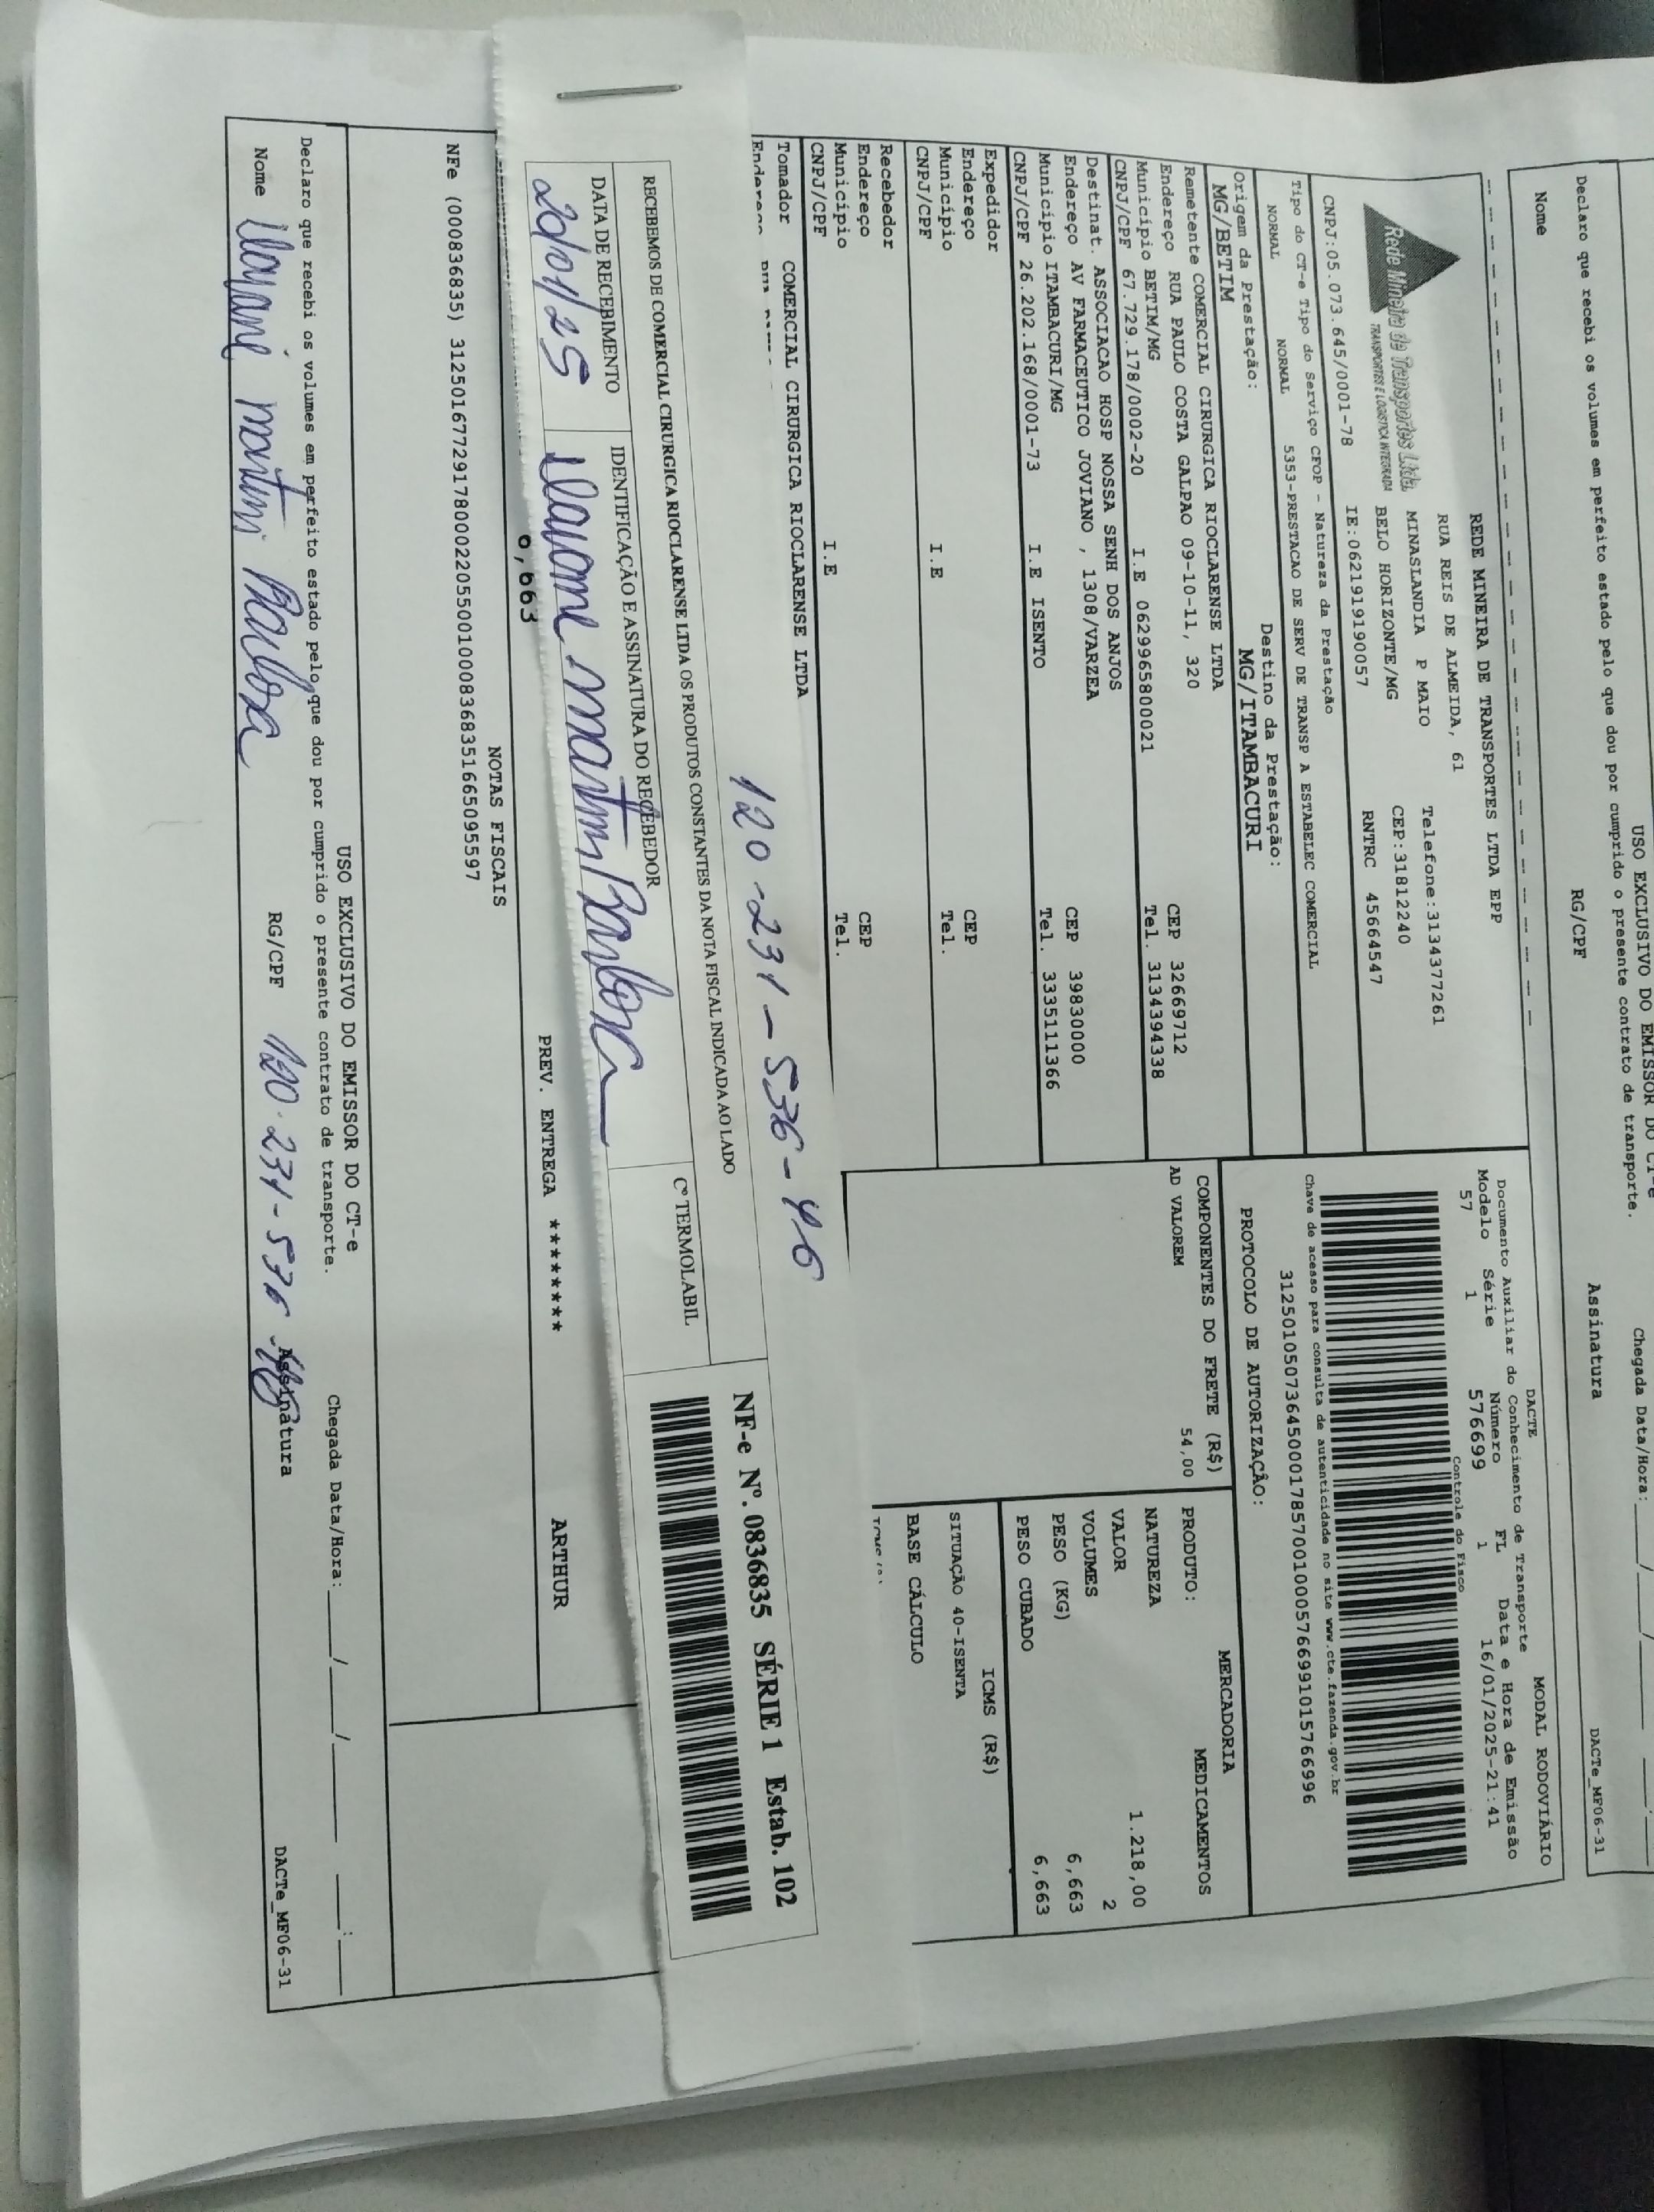 USO EXCLUSIVO DO EMISSOR DO CT-e
Declaro que recebi os volumes em perfeito estado pelo que dou por cumprido o presente contrato de transporte.
Chegada Data/Hora:
Nome RG/CPF Assinatura
DACTe_MF06-31
Rede Mineira de Transportes Ltda.
TRANSPORTES E LOGISTICA INTEGRADA
REDE MINEIRA DE TRANSPORTES LTDA EPP
RUA REIS DE ALMEIDA, 61
Telefone:3134377261
MINASLANDIA P MAIO
CEP:31812240
BELO HORIZONTE/MG
RNTRC 45664547
CNPJ:05.073.645/0001-78 IE:0621919190057
DACTE MODAL RODOVIÁRIO
Documento Auxiliar do Conhecimento de Transporte
Modelo Série Número FL Data e Hora de Emissão
57 1 576699 1 16/01/2025-21:41
Controle do Fisco
Chave de acesso para consulta de autenticidade no site www.cte.fazenda.gov.br
31250105073645000178570010005766991015766996
PROTOCOLO DE AUTORIZAÇÃO:
Tipo do CT-e Tipo do Serviço CFOP - Natureza da Prestação
NORMAL NORMAL 5353-PRESTACAO DE SERV DE TRANSP A ESTABELEC COMERCIAL
Origem da Prestação: Destino da Prestação:
MG/BETIM MG/ITAMBACURI
Remetente COMERCIAL CIRURGICA RIOCLARENSE LTDA
Endereço RUA PAULO COSTA GALPAO 09-10-11, 320 CEP 32669712
Município BETIM/MG Tel. 3134394338
CNPJ/CPF 67.729.178/0002-20 I.E 0629965800021
Destinat. ASSOCIACAO HOSP NOSSA SENH DOS ANJOS
Endereço AV FARMACEUTICO JOVIANO , 1308/VARZEA CEP 39830000
Município ITAMBACURI/MG Tel. 3335111366
CNPJ/CPF 26.202.168/0001-73 I.E ISENTO
Expedidor
Endereço CEP
Município Tel.
CNPJ/CPF I.E
Recebedor
Endereço CEP
Município Tel.
CNPJ/CPF I.E
Tomador COMERCIAL CIRURGICA RIOCLARENSE LTDA
COMPONENTES DO FRETE (R$)
AD VALOREM 54,00
MERCADORIA
PRODUTO: MEDICAMENTOS
NATUREZA
VALOR 1.218,00
VOLUMES 2
PESO (KG) 6,663
PESO CUBADO 6,663
ICMS (R$)
SITUAÇÃO 40-ISENTA
BASE CÁLCULO
120-231-536-46
RECEBEMOS DE COMERCIAL CIRURGICA RIOCLARENSE LTDA OS PRODUTOS CONSTANTES DA NOTA FISCAL INDICADA AO LADO
DATA DE RECEBIMENTO IDENTIFICAÇÃO E ASSINATURA DO RECEBEDOR Cº TERMOLABIL
20/01/25
Barbosa
NF-e Nº. 0836835 SÉRIE 1 Estab. 102
PREV. ENTREGA ******** ARTHUR
NOTAS FISCAIS
NFe (000836835) 31250167729178000220550010008368351665095597
USO EXCLUSIVO DO EMISSOR DO CT-e
Declaro que recebi os volumes em perfeito estado pelo que dou por cumprido o presente contrato de transporte.
Chegada Data/Hora:
Nome Barbosa RG/CPF 120.231-536-46 Assinatura
DACTe_MF06-31